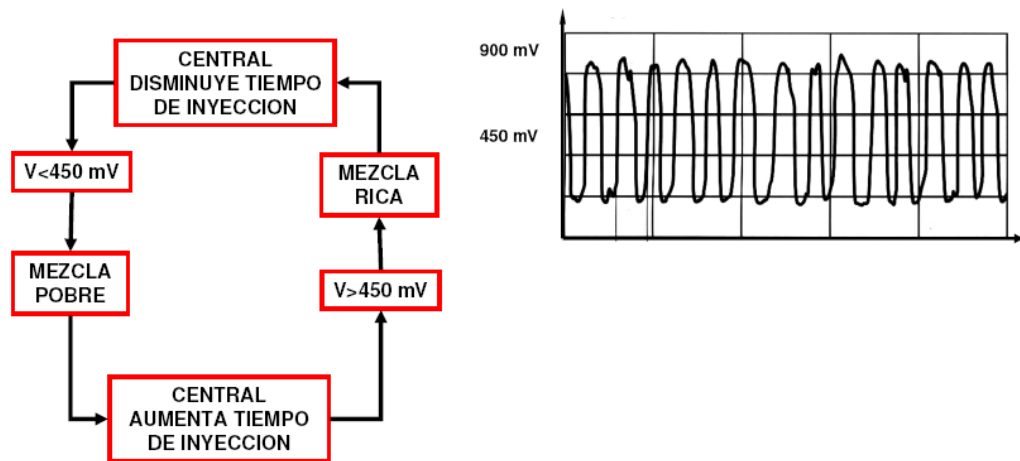 CENTRAL
DISMINUYE TIEMPO
DE INYECCION
V<450 mV
MEZCLA
RICA
MEZCLA
POBRE
V>450 mV
CENTRAL
AUMENTA TIEMPO
DE INYECCION
900 mV
450 mV